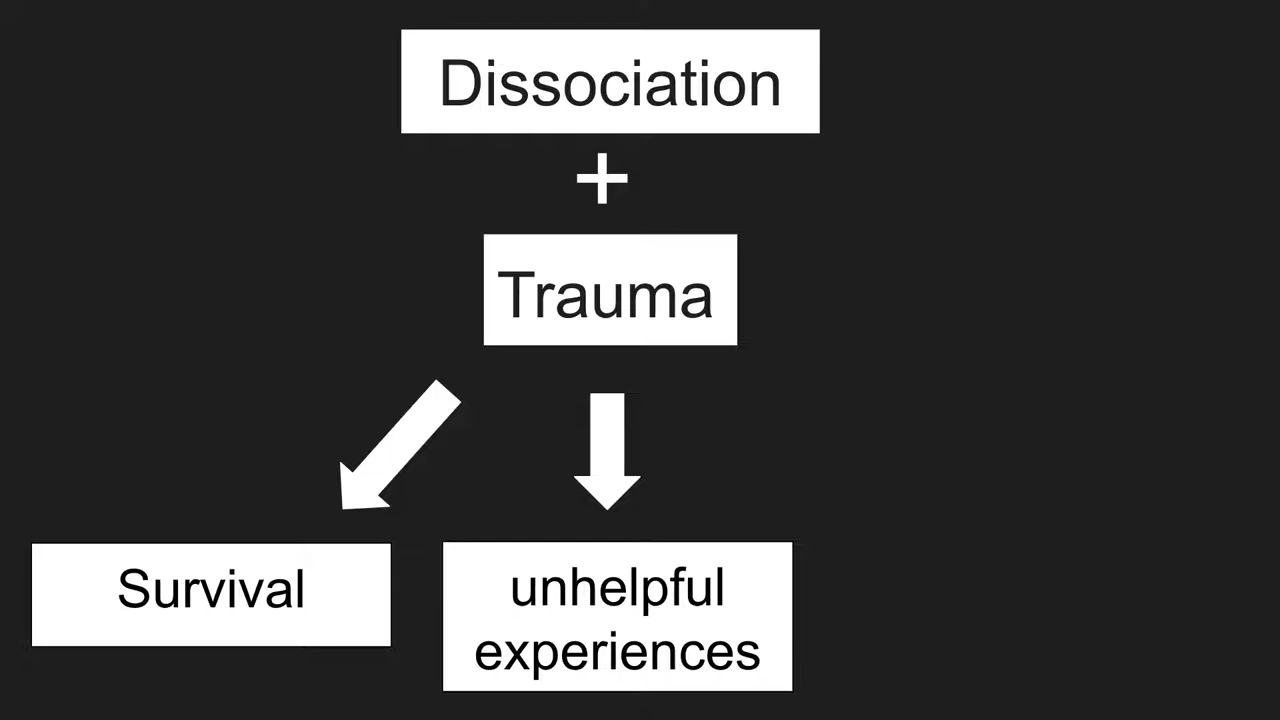 Dissociation
+
Trauma
Survival
unhelpful
experiences